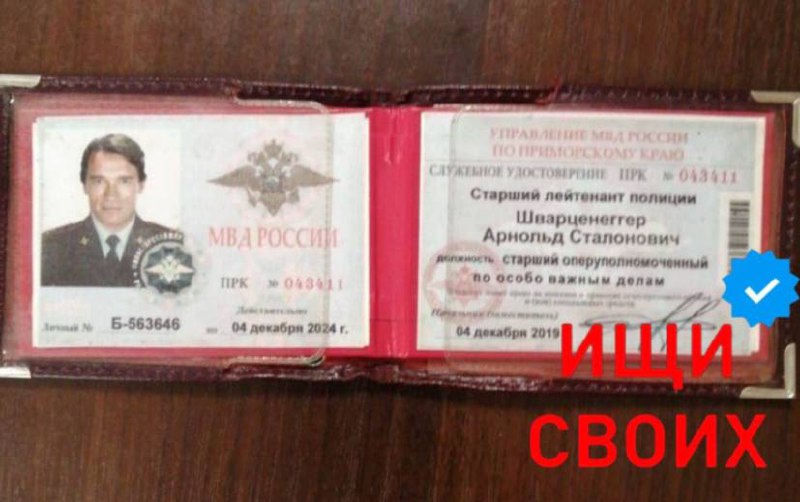 МВД РОССИИ
ПРК № 043411
Действительно
Личный № Б-563646 по 04 декабря 2024 г.
УПРАВЛЕНИЕ МВД РОССИИ
ПО ПРИМОРСКОМУ КРАЮ
СЛУЖЕБНОЕ УДОСТОВЕРЕНИЕ ПРК № 043411
Старший лейтенант полиции
Шварценеггер
Арнольд Сталонович
должность старший оперуполномоченный
по особо важным делам
04 декабря 2019
ИЩИ
СВОИХ